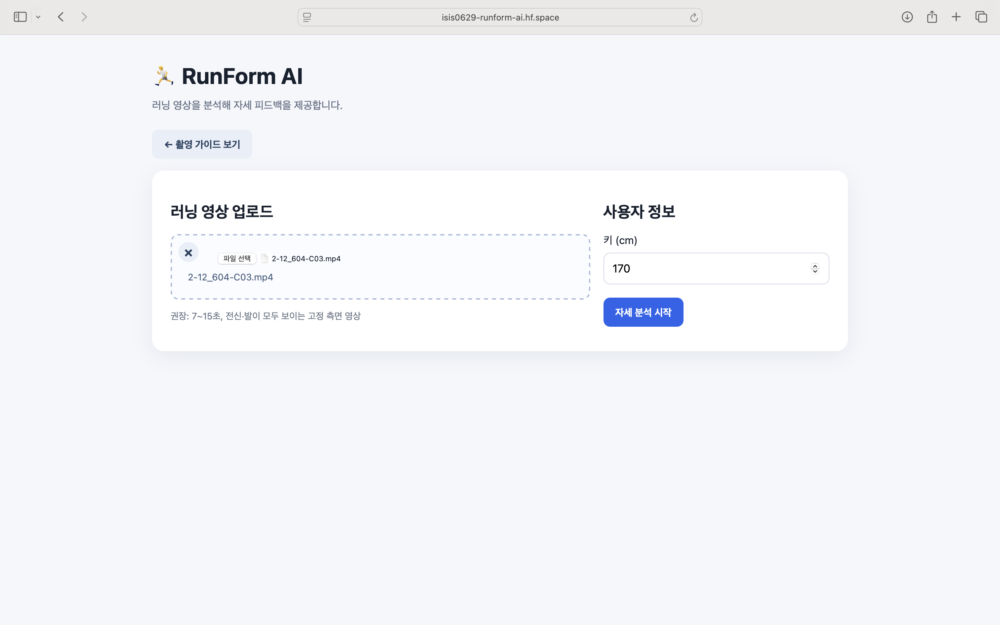 isis0629-runform-ai.hf.space
RunForm AI
러닝 영상을 분석해 자세 피드백을 제공합니다.
← 촬영 가이드 보기
러닝 영상 업로드
× 파일 선택 2-12_604-C03.mp4
2-12_604-C03.mp4
권장: 7~15초, 전신·발이 모두 보이는 고정 측면 영상
사용자 정보
키 (cm)
170
자세 분석 시작